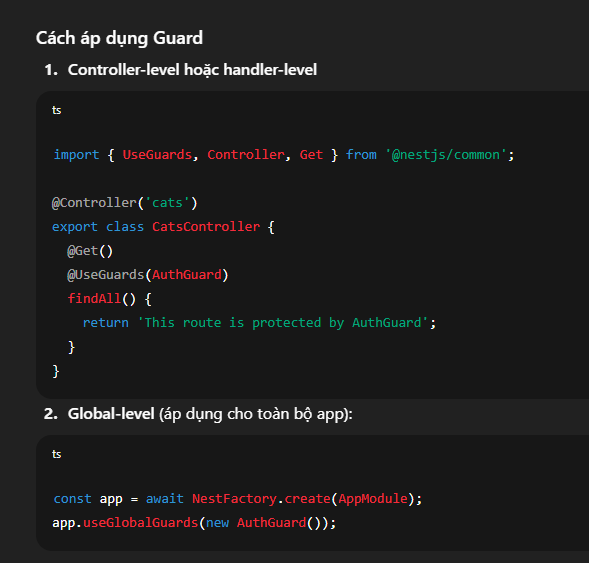 Cách áp dụng Guard
1. Controller-level hoặc handler-level
ts
import { UseGuards, Controller, Get } from '@nestjs/common';
@Controller('cats')
export class CatsController {
  @Get()
  @UseGuards(AuthGuard)
  findAll() {
    return 'This route is protected by AuthGuard';
  }
}
2. Global-level (áp dụng cho toàn bộ app):
ts
const app = await NestFactory.create(AppModule);
app.useGlobalGuards(new AuthGuard());